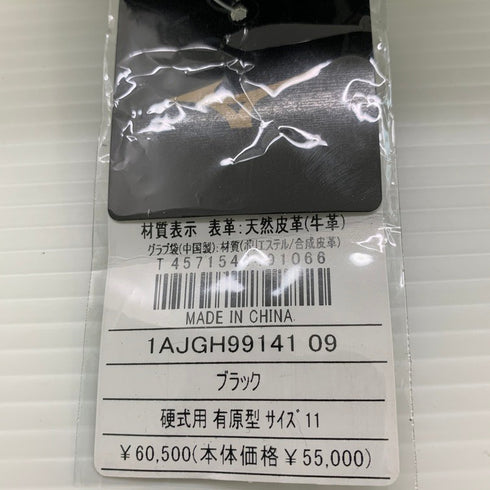 材質表示 表革:天然皮革(牛革)
グラブ袋(中国製):材質(ポリエステル/合成皮革)
MADE IN CHINA.
1AJGH99141 09
ブラック
硬式用 有原型 サイズ11
￥60,500(本体価格￥55,000)